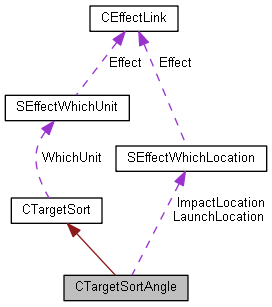 CEffectLink
Effect
Effect
SEffectWhichUnit
WhichUnit
SEffectWhichLocation
CTargetSort
ImpactLocation
LaunchLocation
CTargetSortAngle